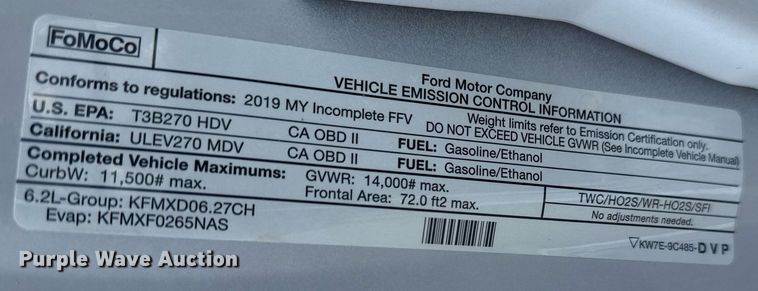 FoMoCo
Ford Motor Company
VEHICLE EMISSION CONTROL INFORMATION
Conforms to regulations: 2019 MY Incomplete FFV
Weight limits refer to Emission Certification only.
DO NOT EXCEED VEHICLE GVWR (See Incomplete Vehicle Manual)
U.S. EPA: T3B270 HDV CA OBD II FUEL: Gasoline/Ethanol
California: ULEV270 MDV CA OBD II FUEL: Gasoline/Ethanol
Completed Vehicle Maximums: GVWR: 14,000# max.
CurbW: 11,500# max. Frontal Area: 72.0 ft2 max.
TWC/HO2S/WR-HO2S/SFI
No adjustments needed.
6.2L-Group: KFMXD06.27CH
Evap: KFMXF0265NAS
KW7E-9C485-DVP
Purple Wave Auction